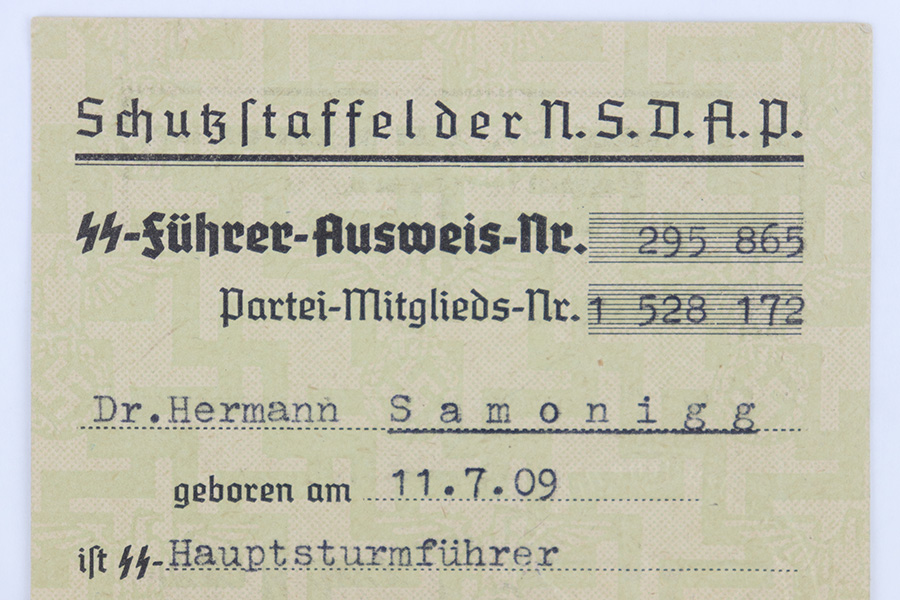 Schutzstaffel der N.S.D.A.P.
ᛋᛋ-Führer-Ausweis-Nr. 295 865
Partei-Mitglieds-Nr. 1 528 172
Dr.Hermann Samonigg
geboren am 11.7.09
ist ᛋᛋ-Hauptsturmführer